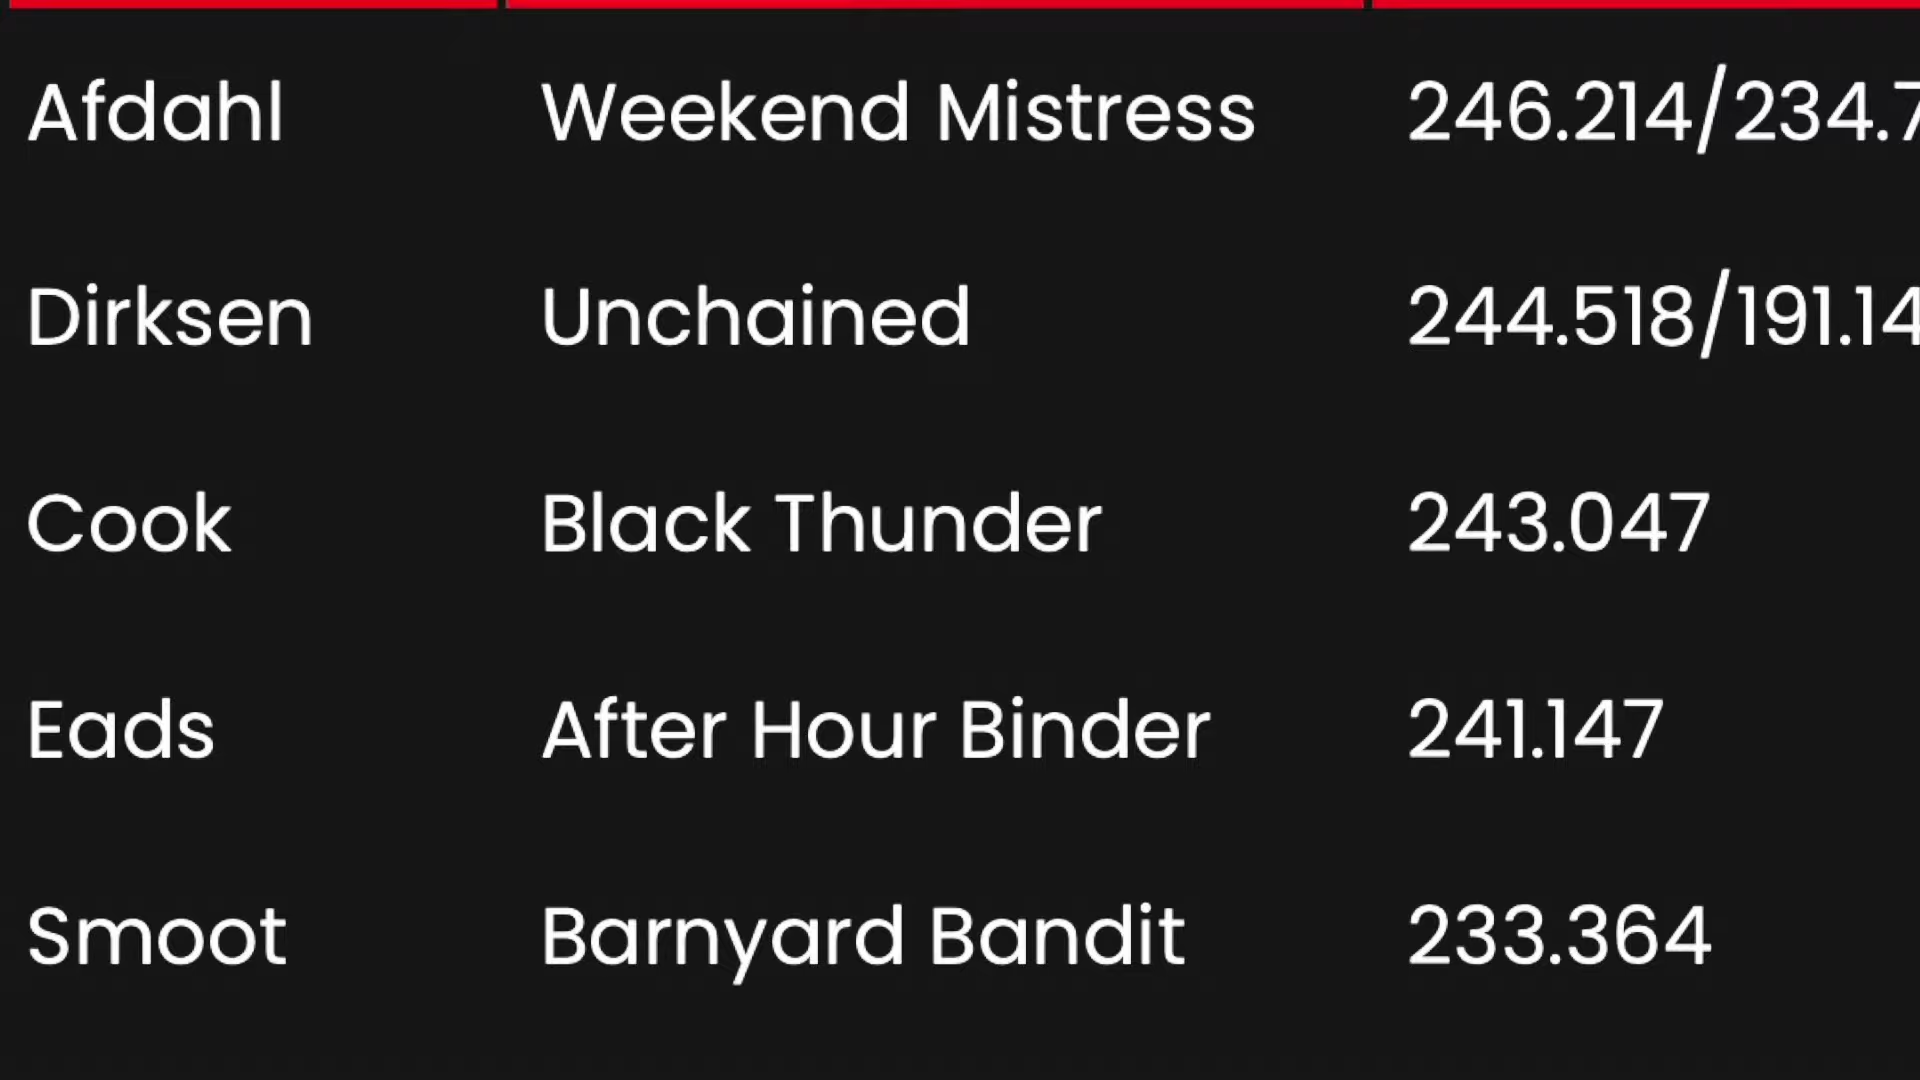 Afdahl Weekend Mistress 246.214/234.7
Dirksen Unchained 244.518/191.14
Cook Black Thunder 243.047
Eads After Hour Binder 241.147
Smoot Barnyard Bandit 233.364